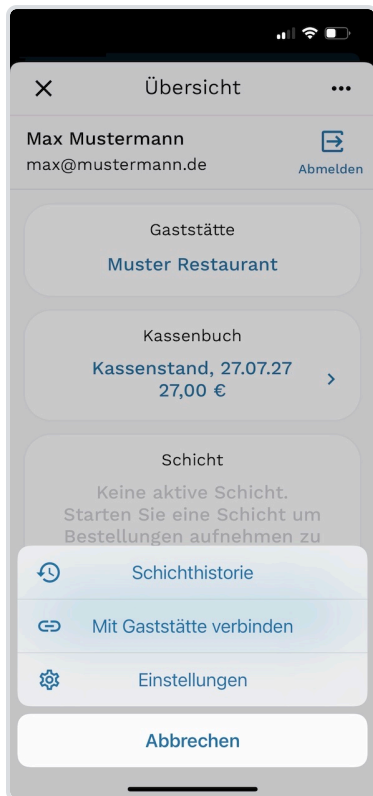 Übersicht
Max Mustermann
max@mustermann.de
Abmelden
Gaststätte
Muster Restaurant
Kassenbuch
Kassenstand, 27.07.27
27,00 €
Schicht
Keine aktive Schicht.
Starten Sie eine Schicht um
Bestellungen aufnehmen zu
Schichthistorie
Mit Gaststätte verbinden
Einstellungen
Abbrechen